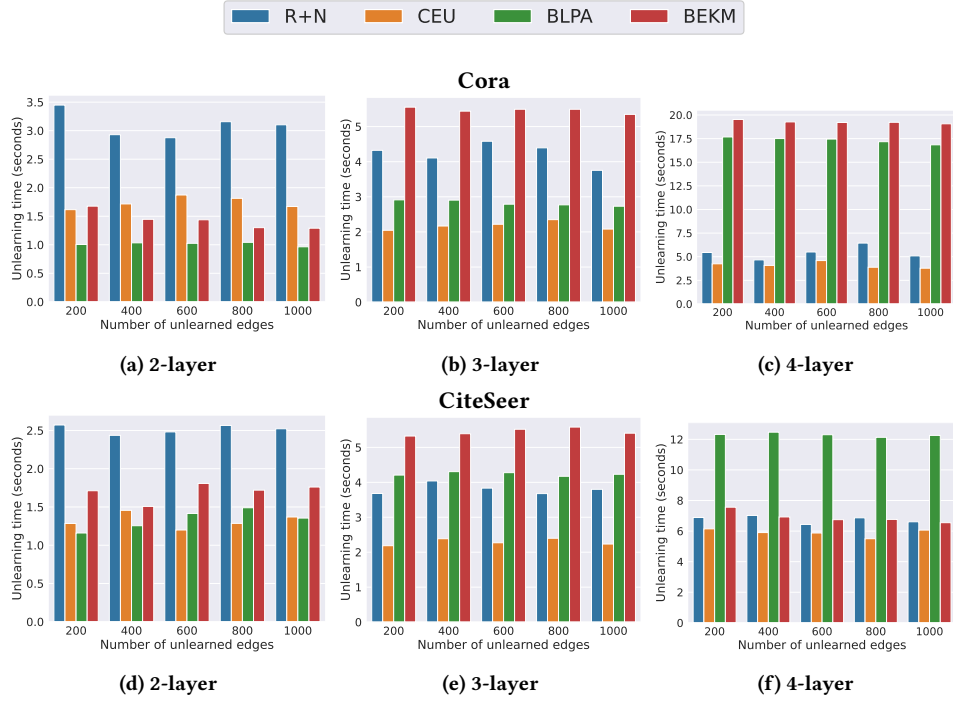 R+N CEU BLPA BEKM
Cora
Unlearning time (seconds)
3.5
3.0
2.5
2.0
1.5
1.0
0.5
0.0
200 400 600 800 1000
Number of unlearned edges
(a) 2-layer
Unlearning time (seconds)
5
4
3
2
1
0
200 400 600 800 1000
Number of unlearned edges
(b) 3-layer
Unlearning time (seconds)
20.0
17.5
15.0
12.5
10.0
7.5
5.0
2.5
0.0
200 400 600 800 1000
Number of unlearned edges
(c) 4-layer
CiteSeer
Unlearning time (seconds)
2.5
2.0
1.5
1.0
0.5
0.0
200 400 600 800 1000
Number of unlearned edges
(d) 2-layer
Unlearning time (seconds)
5
4
3
2
1
0
200 400 600 800 1000
Number of unlearned edges
(e) 3-layer
Unlearning time (seconds)
12
10
8
6
4
2
0
200 400 600 800 1000
Number of unlearned edges
(f) 4-layer